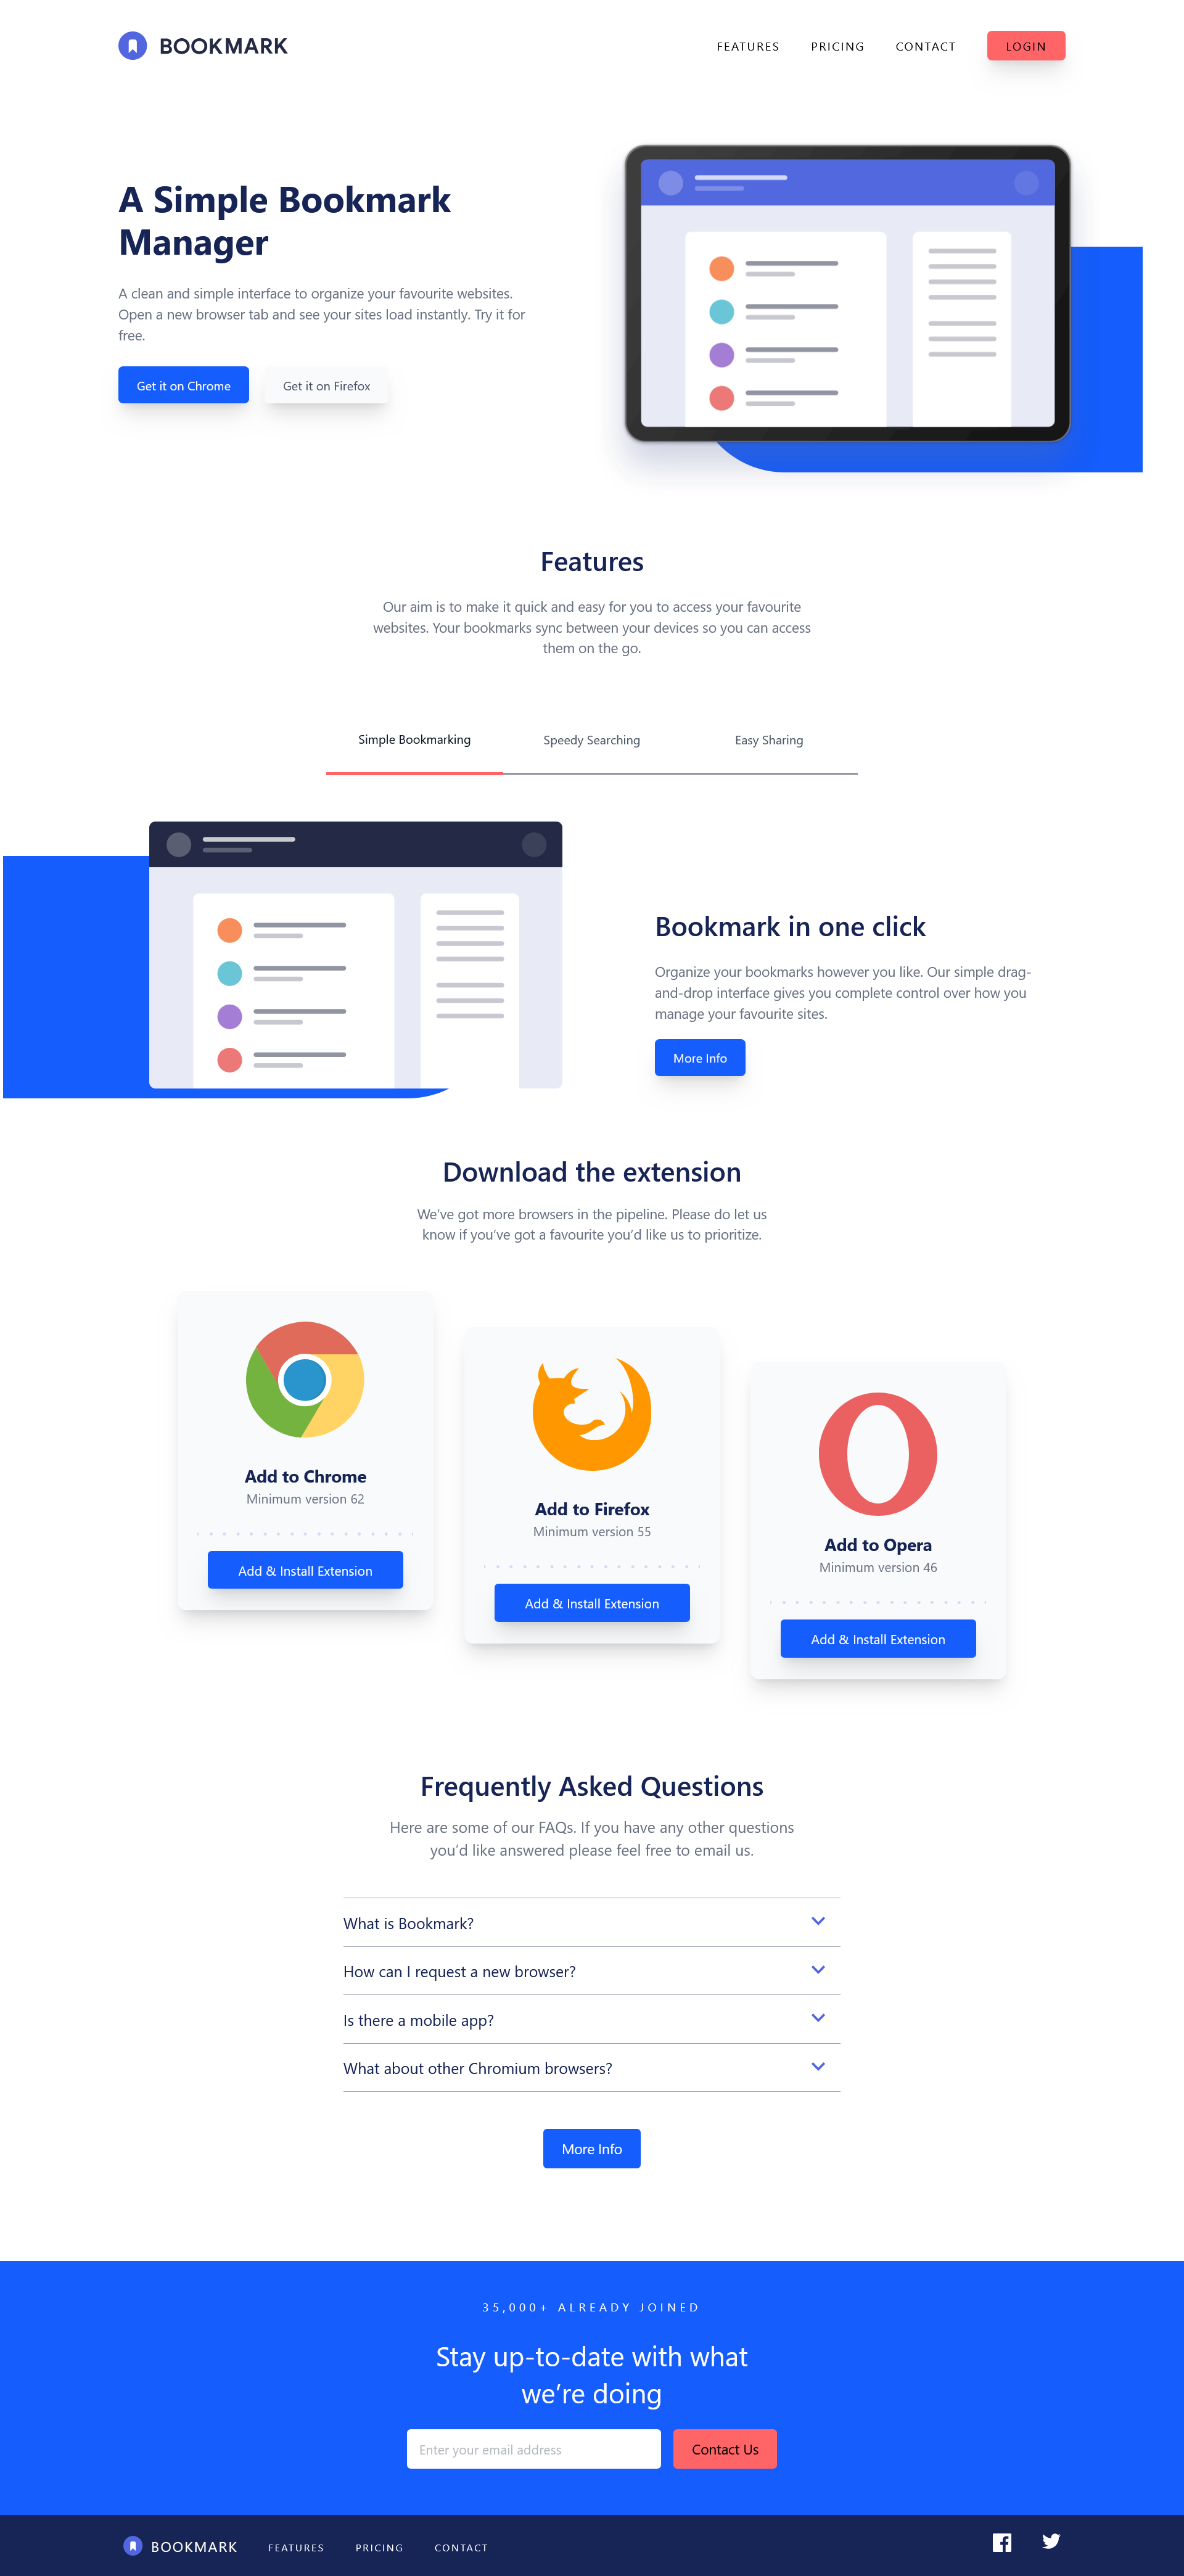 BOOKMARK
FEATURES
PRICING
CONTACT
LOGIN
A Simple Bookmark
Manager
A clean and simple interface to organize your favourite websites.
Open a new browser tab and see your sites load instantly. Try it for
free.
Get it on Chrome
Get it on Firefox
Features
Our aim is to make it quick and easy for you to access your favourite
websites. Your bookmarks sync between your devices so you can access
them on the go.
Simple Bookmarking
Speedy Searching
Easy Sharing
Bookmark in one click
Organize your bookmarks however you like. Our simple drag-
and-drop interface gives you complete control over how you
manage your favourite sites.
More Info
Download the extension
We’ve got more browsers in the pipeline. Please do let us
know if you’ve got a favourite you’d like us to prioritize.
Add to Chrome
Minimum version 62
Add & Install Extension
Add to Firefox
Minimum version 55
Add & Install Extension
Add to Opera
Minimum version 46
Add & Install Extension
Frequently Asked Questions
Here are some of our FAQs. If you have any other questions
you’d like answered please feel free to email us.
What is Bookmark?
How can I request a new browser?
Is there a mobile app?
What about other Chromium browsers?
More Info
35,000+ ALREADY JOINED
Stay up-to-date with what
we’re doing
Enter your email address
Contact Us
BOOKMARK
FEATURES
PRICING
CONTACT